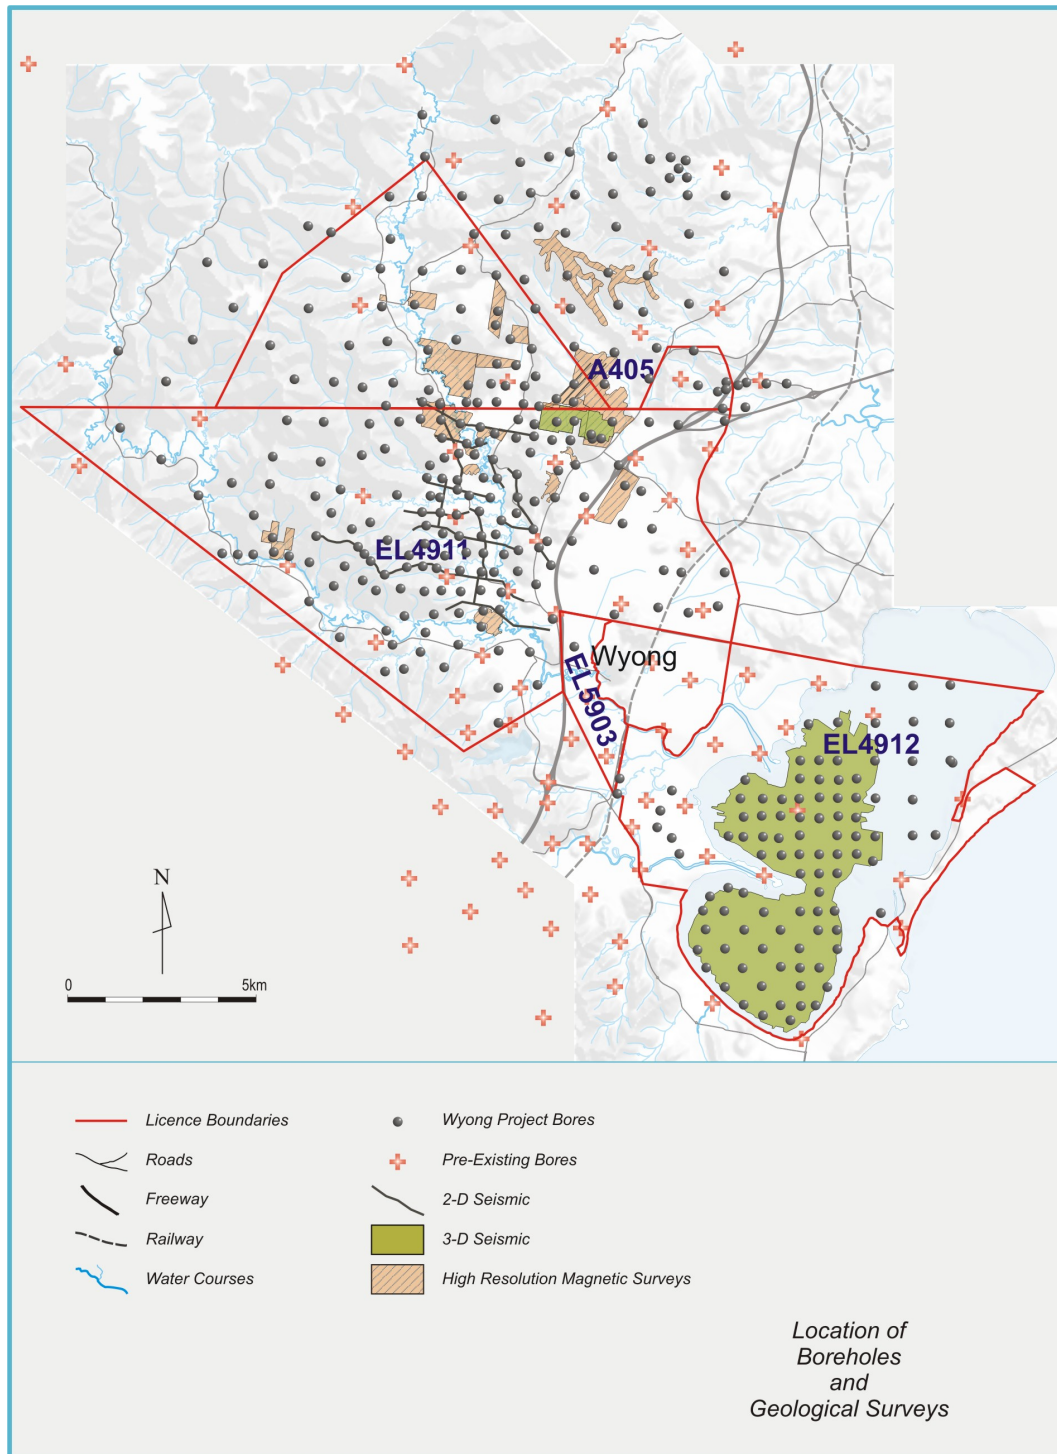 A405
EL4911
Wyong
EL5903
EL4912
N
0 5km
Licence Boundaries
Roads
Freeway
Railway
Water Courses
Wyong Project Bores
Pre-Existing Bores
2-D Seismic
3-D Seismic
High Resolution Magnetic Surveys
Location of
Boreholes
and
Geological Surveys